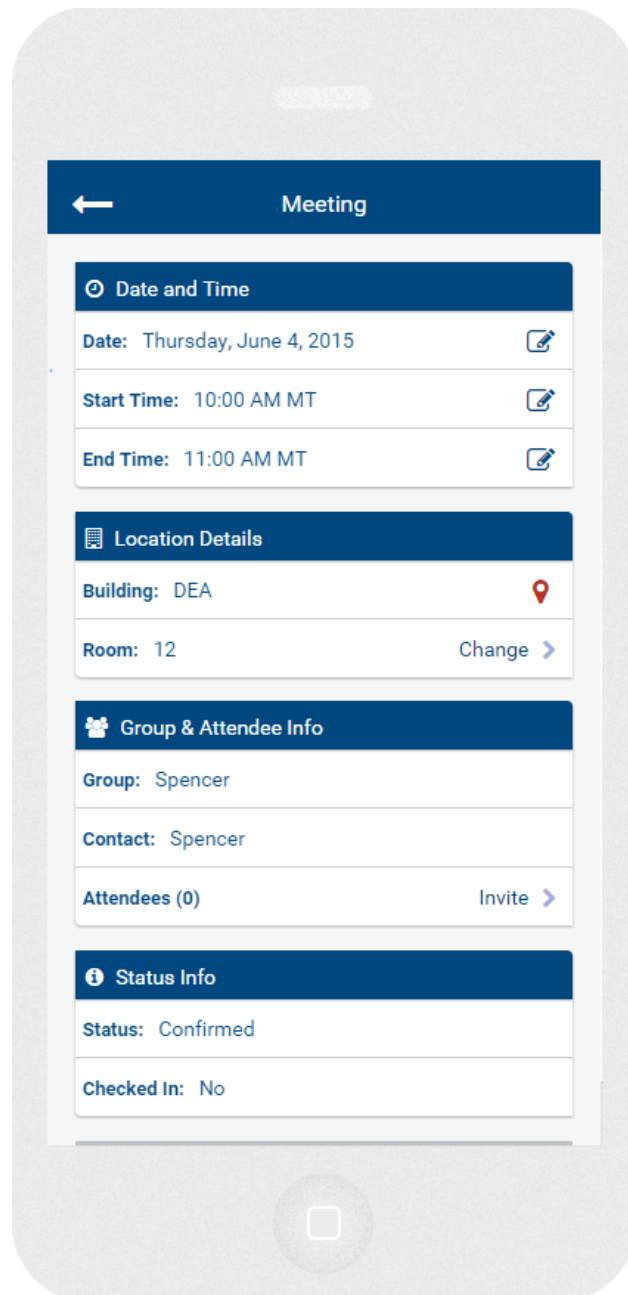 Meeting
Date and Time
Date: Thursday, June 4, 2015
Start Time: 10:00 AM MT
End Time: 11:00 AM MT
Location Details
Building: DEA
Room: 12 Change
Group & Attendee Info
Group: Spencer
Contact: Spencer
Attendees (0) Invite
Status Info
Status: Confirmed
Checked In: No